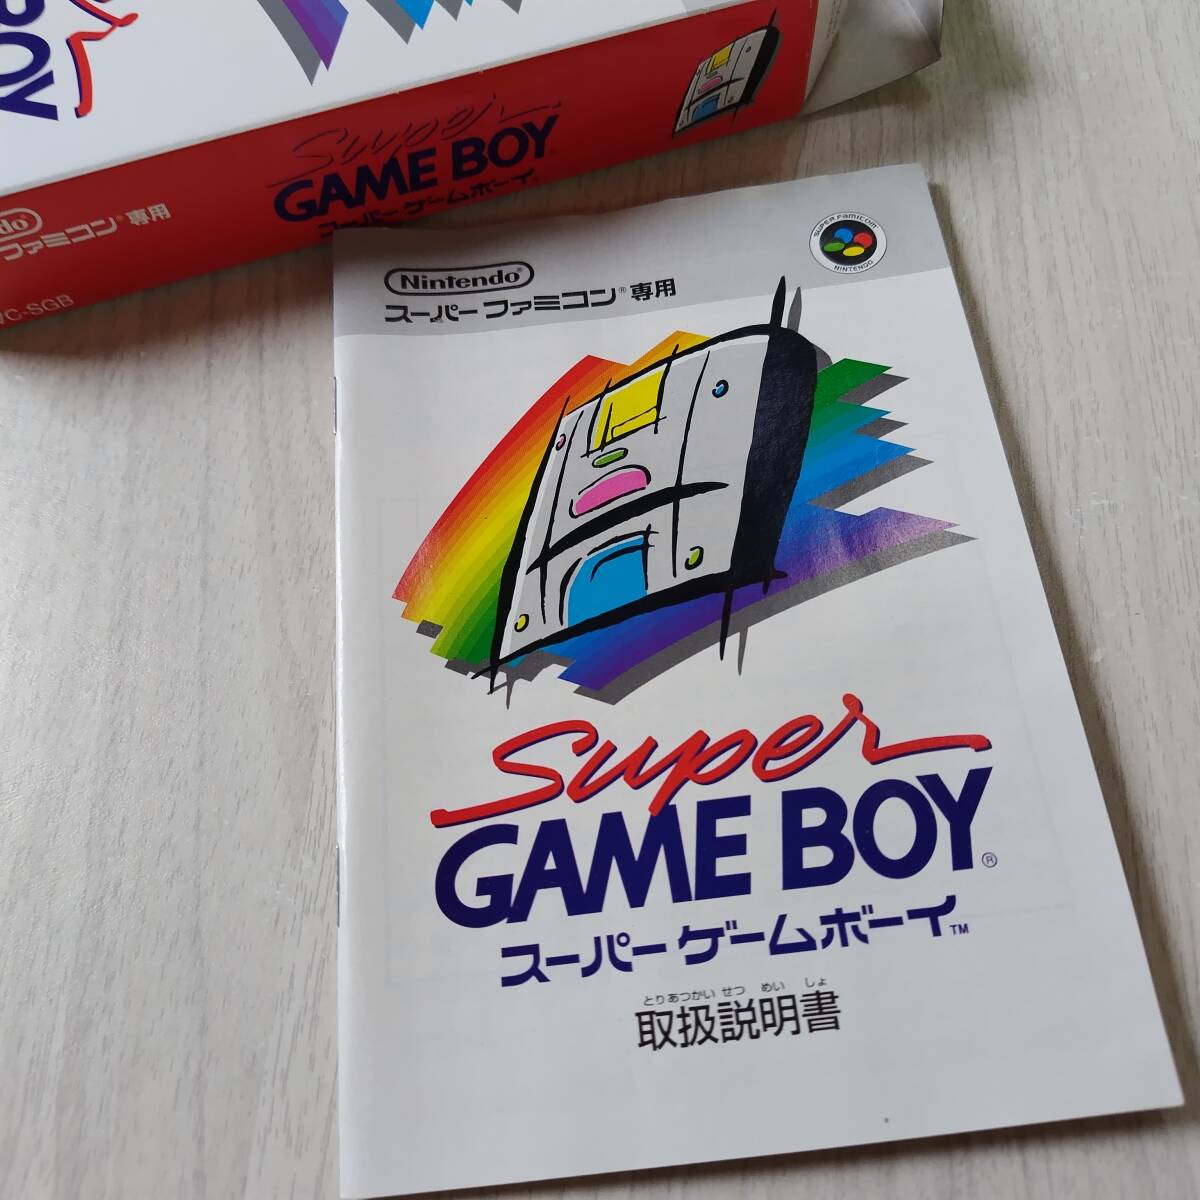 Super
GAME BOY
スーパーゲームボーイ
ファミコン®専用
Nintendo
スーパーファミコン®専用
SUPER FAMICOM
NINTENDO
Super
GAME BOY®
スーパーゲームボーイ™
とりあつかいせつめいしょ
取扱説明書